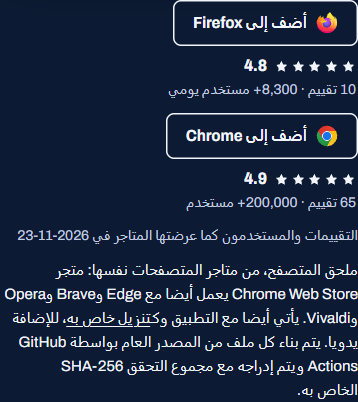 أضف إلى Firefox
4.8 ★★★★★
10 تقييم · 8,300+ مستخدم يومي
أضف إلى Chrome
4.9 ★★★★★
65 تقييم · 200,000+ مستخدم
التقييمات والمستخدمون كما عرضتها المتاجر في 2026-11-23
ملحق المتصفح، من متاجر المتصفحات نفسها: متجر
Chrome Web Store يعمل أيضا مع Edge وBrave وOpera
وVivaldi. يأتي أيضا مع التطبيق وكتنزيل خاص به، للإضافة
يدويا. يتم بناء كل ملف من المصدر العام بواسطة GitHub
Actions ويتم إدراجه مع مجموع التحقق SHA-256
الخاص به.